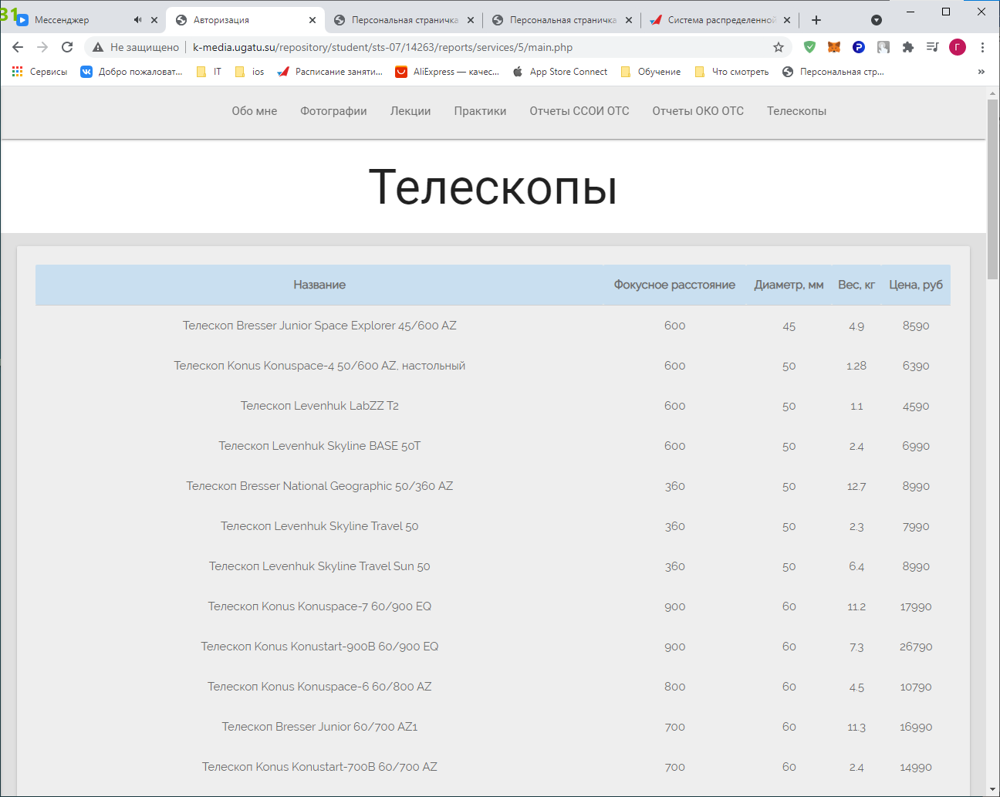 31
Мессенджер
Авторизация
Персональная страничка
Персональная страничка
Система распределенной
Не защищено
k-media.ugatu.su/repository/student/sts-07/14263/reports/services/5/main.php
Г
Сервисы
Добро пожаловат...
IT
ios
Расписание заняти...
AliExpress — качес...
App Store Connect
Обучение
Что смотреть
Персональная стр...
»
Обо мне Фотографии Лекции Практики Отчеты ССОИ ОТС Отчеты ОКО ОТС Телескопы
Телескопы
Название Фокусное расстояние Диаметр, мм Вес, кг Цена, руб
Телескоп Bresser Junior Space Explorer 45/600 AZ 600 45 4.9 8590
Телескоп Konus Konuspace-4 50/600 AZ, настольный 600 50 1.28 6390
Телескоп Levenhuk LabZZ T2 600 50 1.1 4590
Телескоп Levenhuk Skyline BASE 50T 600 50 2.4 6990
Телескоп Bresser National Geographic 50/360 AZ 360 50 12.7 8990
Телескоп Levenhuk Skyline Travel 50 360 50 2.3 7990
Телескоп Levenhuk Skyline Travel Sun 50 360 50 6.4 8990
Телескоп Konus Konuspace-7 60/900 EQ 900 60 11.2 17990
Телескоп Konus Konustart-900B 60/900 EQ 900 60 7.3 26790
Телескоп Konus Konuspace-6 60/800 AZ 800 60 4.5 10790
Телескоп Bresser Junior 60/700 AZ1 700 60 11.3 16990
Телескоп Konus Konustart-700B 60/700 AZ 700 60 2.4 14990